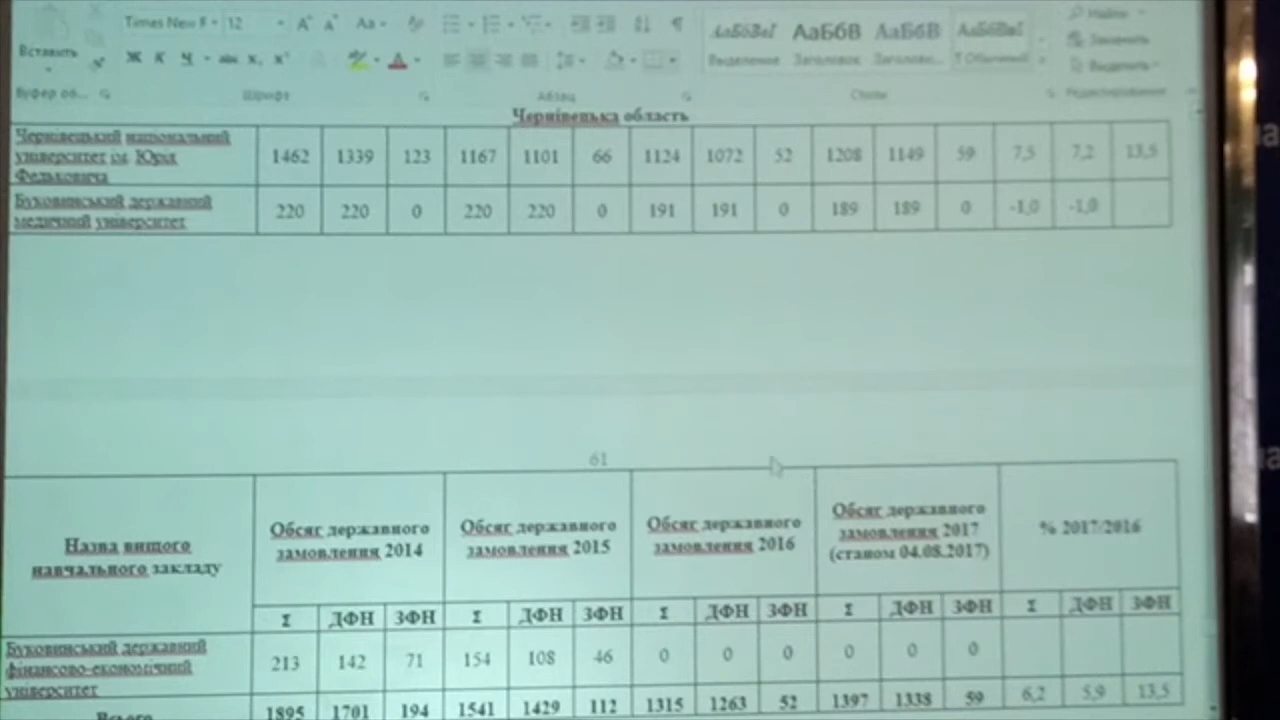 Times New R 12 Aa АаБбВвГ АаБбВ АаБбВ АаБбВвГ Найти
Вставить Ж К Ч abc x, x² А Выделение Заголовок Заголово... ¶ Обычный Заменить
Выделить
Буфер об... Шрифт Абзац Стили Редактирование
Чернівецька область
Чернівецький національний
університет ім. Юрія 1462 1339 123 1167 1101 66 1124 1072 52 1208 1149 59 7,5 7,2 13,5
Федьковича
Буковинський державний
медичний університет 220 220 0 220 220 0 191 191 0 189 189 0 -1,0 -1,0
61
Назва вищого
навчального закладу
Обсяг державного
замовлення 2014
Обсяг державного
замовлення 2015
Обсяг державного
замовлення 2016
Обсяг державного
замовлення 2017
(станом 04.08.2017)
% 2017/2016
Σ ДФН ЗФН Σ ДФН ЗФН Σ ДФН ЗФН Σ ДФН ЗФН Σ ДФН ЗФН
Буковинський державний
фінансово-економічний 213 142 71 154 108 46 0 0 0 0 0 0
університет
Всього 1895 1701 194 1541 1429 112 1315 1263 52 1397 1338 59 6,2 5,9 13,5